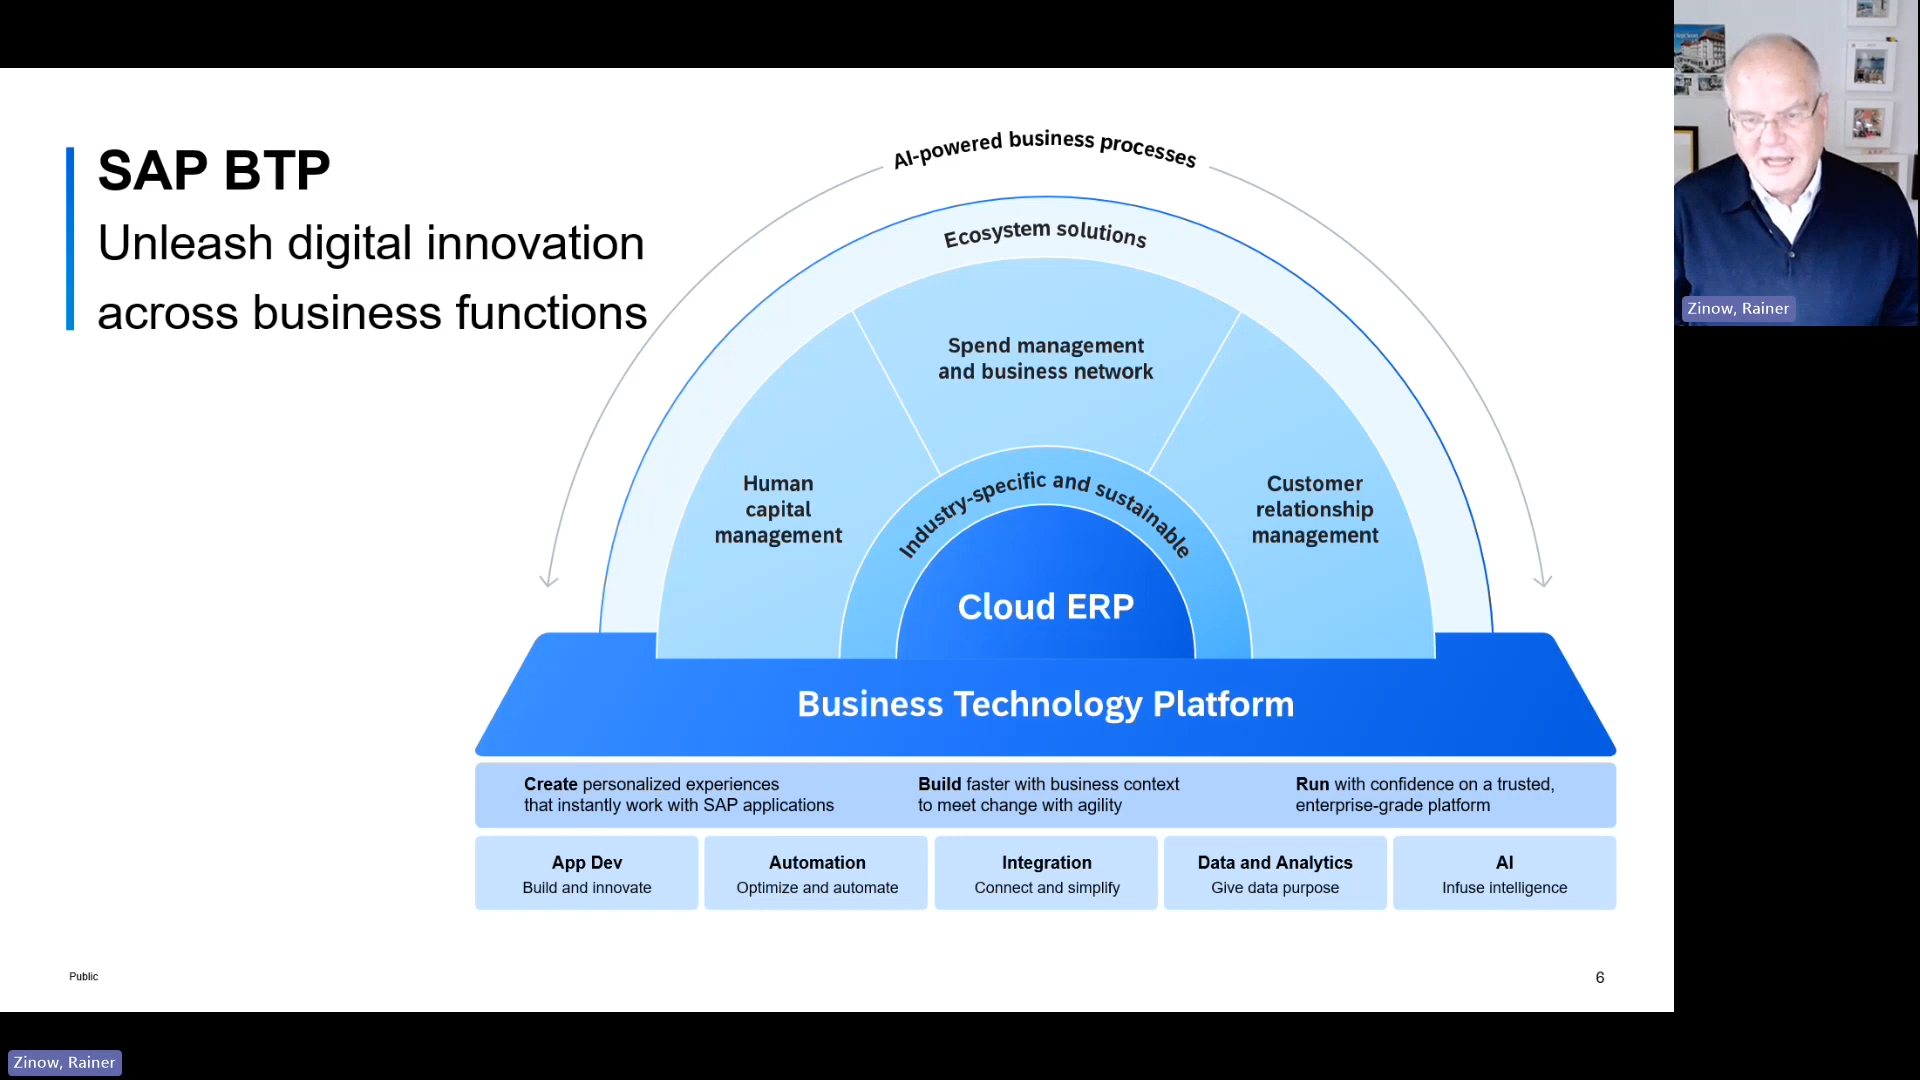 SAP BTP
Unleash digital innovation
across business functions
AI-powered business processes
Ecosystem solutions
Spend management
and business network
Human
capital
management
Customer
relationship
management
Industry-specific and sustainable
Cloud ERP
Business Technology Platform
Create personalized experiences
that instantly work with SAP applications
Build faster with business context
to meet change with agility
Run with confidence on a trusted,
enterprise-grade platform
App Dev
Build and innovate
Automation
Optimize and automate
Integration
Connect and simplify
Data and Analytics
Give data purpose
AI
Infuse intelligence
Public
6
Zinow, Rainer
Zinow, Rainer